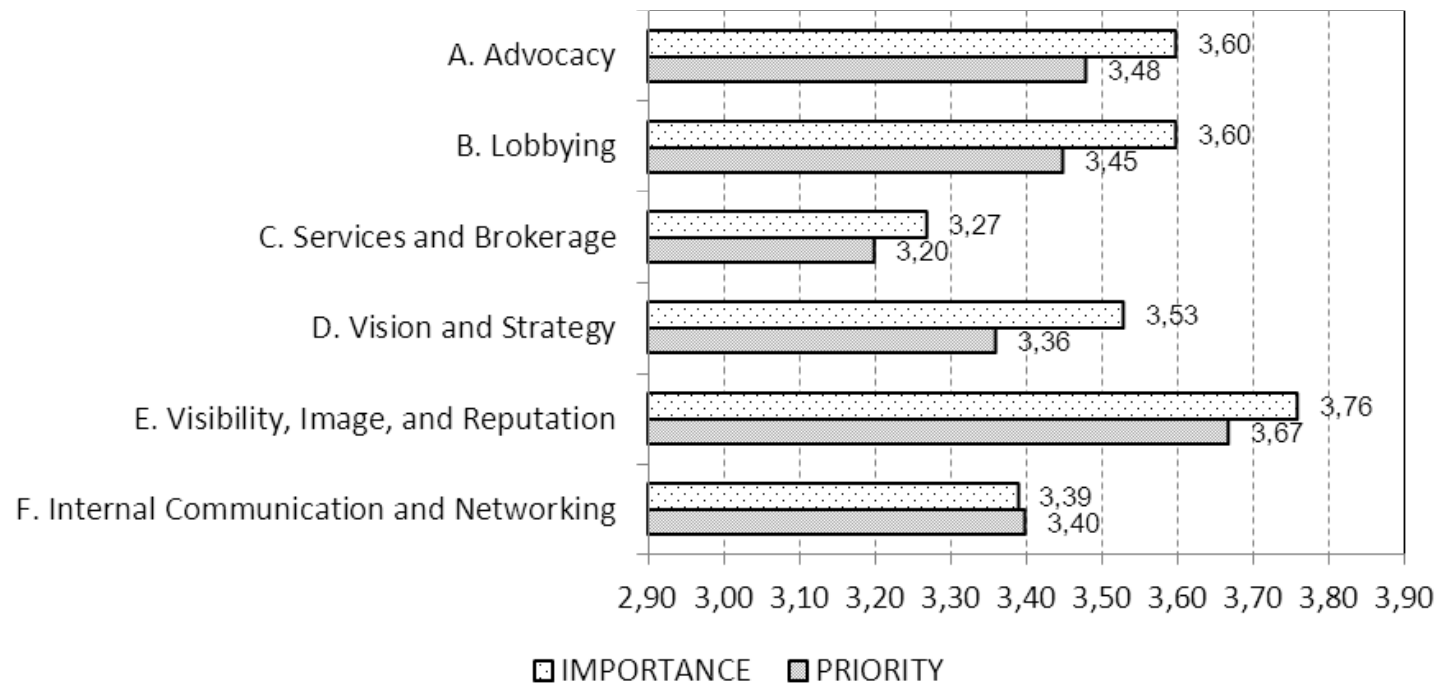 A. Advocacy
3,60
3,48
B. Lobbying
3,60
3,45
C. Services and Brokerage
3,27
3,20
D. Vision and Strategy
3,53
3,36
E. Visibility, Image, and Reputation
3,76
3,67
F. Internal Communication and Networking
3,39
3,40
2,90 3,00 3,10 3,20 3,30 3,40 3,50 3,60 3,70 3,80 3,90
IMPORTANCE PRIORITY